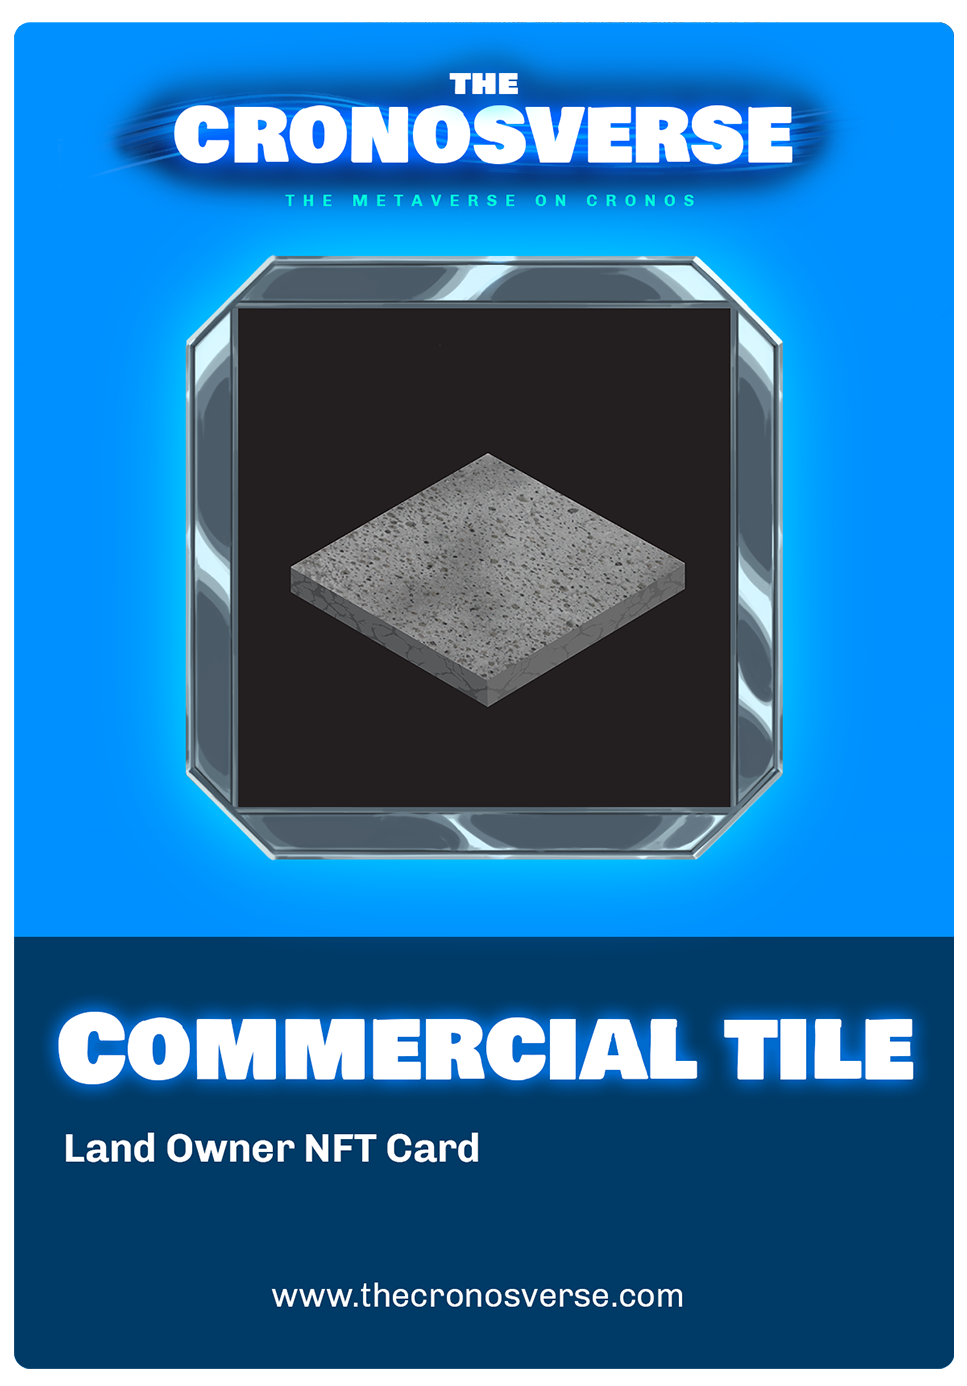 THE
CRONOSVERSE
THE METAVERSE ON CRONOS
COMMERCIAL TILE
Land Owner NFT Card
www.thecronosverse.com